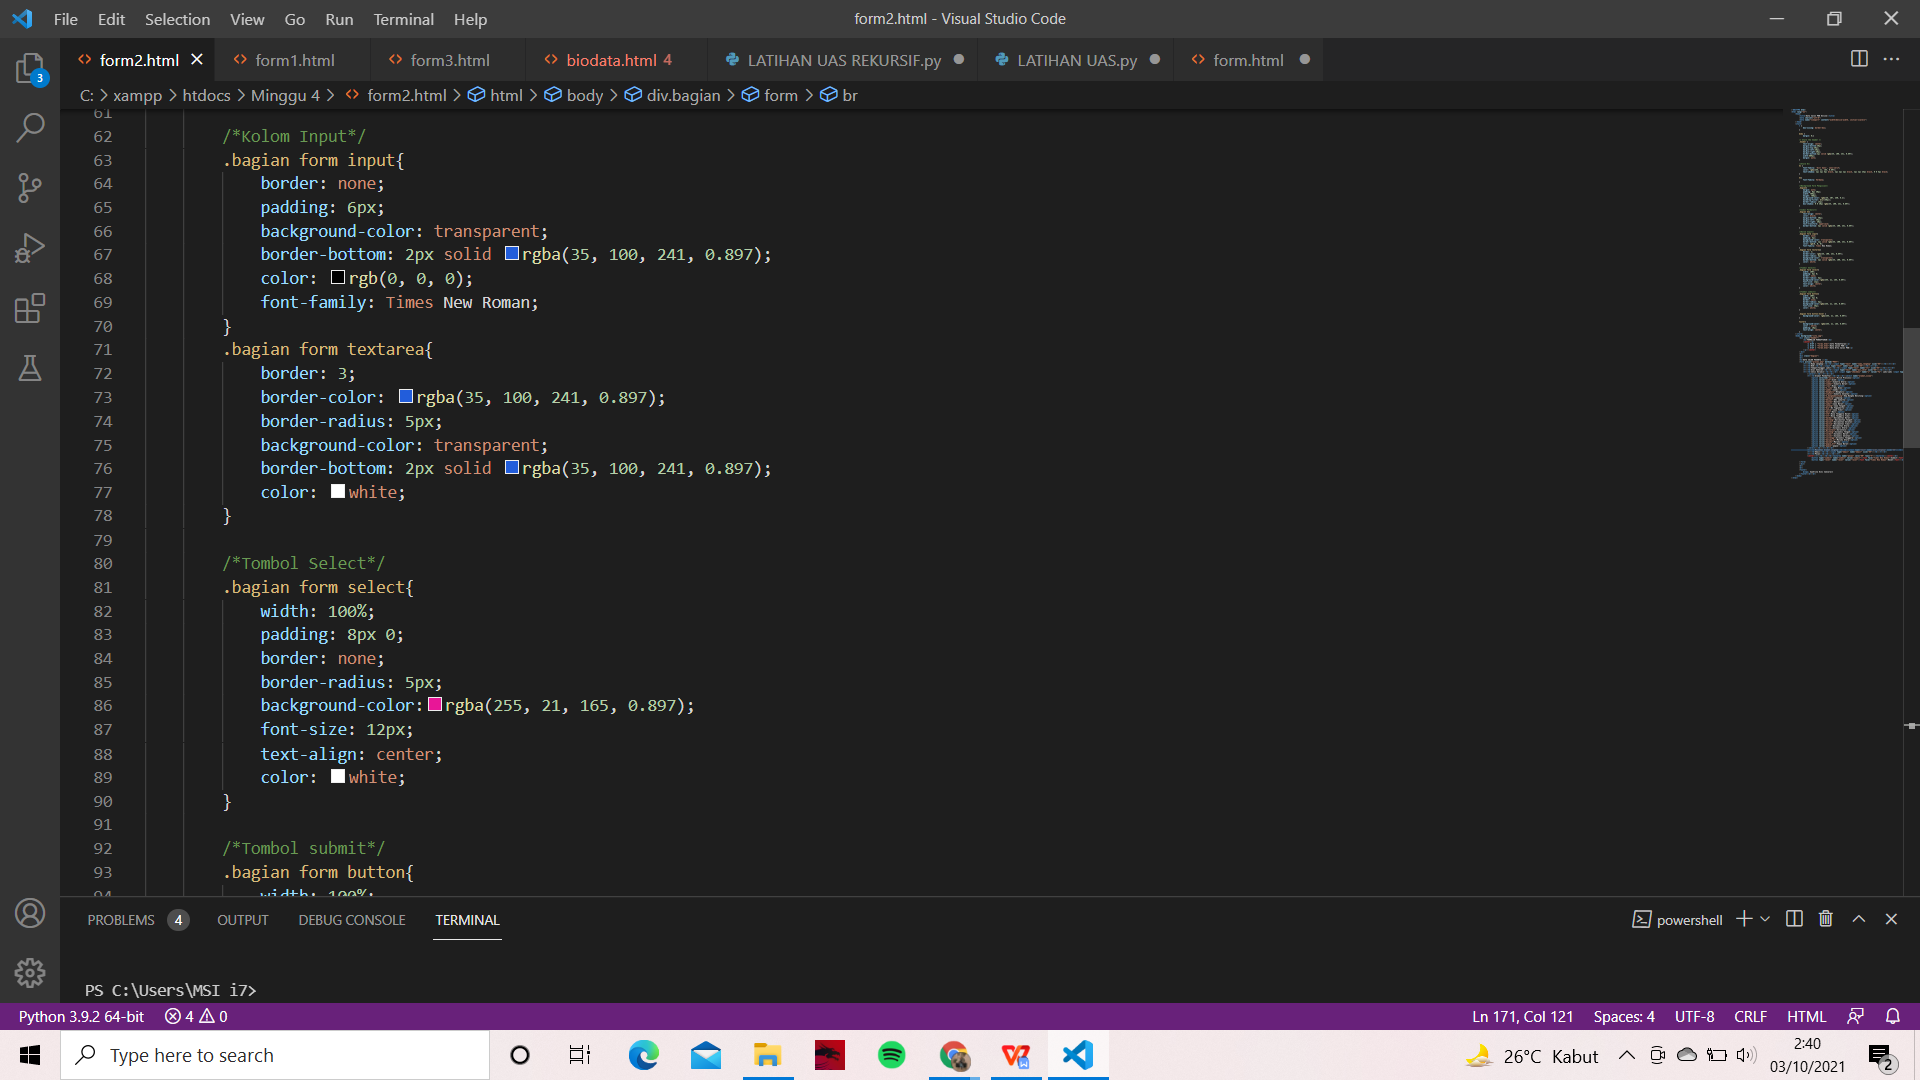 File Edit Selection View Go Run Terminal Help
form2.html - Visual Studio Code
form2.html form1.html form3.html biodata.html 4 LATIHAN UAS REKURSIF.py LATIHAN UAS.py form.html
C: > xampp > htdocs > Minggu 4 > form2.html > html > body > div.bagian > form > br
61
62 /*Kolom Input*/
63 .bagian form input{
64 border: none;
65 padding: 6px;
66 background-color: transparent;
67 border-bottom: 2px solid rgba(35, 100, 241, 0.897);
68 color: rgb(0, 0, 0);
69 font-family: Times New Roman;
70 }
71 .bagian form textarea{
72 border: 3;
73 border-color: rgba(35, 100, 241, 0.897);
74 border-radius: 5px;
75 background-color: transparent;
76 border-bottom: 2px solid rgba(35, 100, 241, 0.897);
77 color: white;
78 }
79
80 /*Tombol Select*/
81 .bagian form select{
82 width: 100%;
83 padding: 8px 0;
84 border: none;
85 border-radius: 5px;
86 background-color: rgba(255, 21, 165, 0.897);
87 font-size: 12px;
88 text-align: center;
89 color: white;
90 }
91
92 /*Tombol submit*/
93 .bagian form button{
94 width: 100%;
3
PROBLEMS 4 OUTPUT DEBUG CONSOLE TERMINAL
powershell
PS C:\Users\MSI i7>
Python 3.9.2 64-bit 4 0
Ln 171, Col 121 Spaces: 4 UTF-8 CRLF HTML
Type here to search
26°C Kabut
2:40
03/10/2021
2